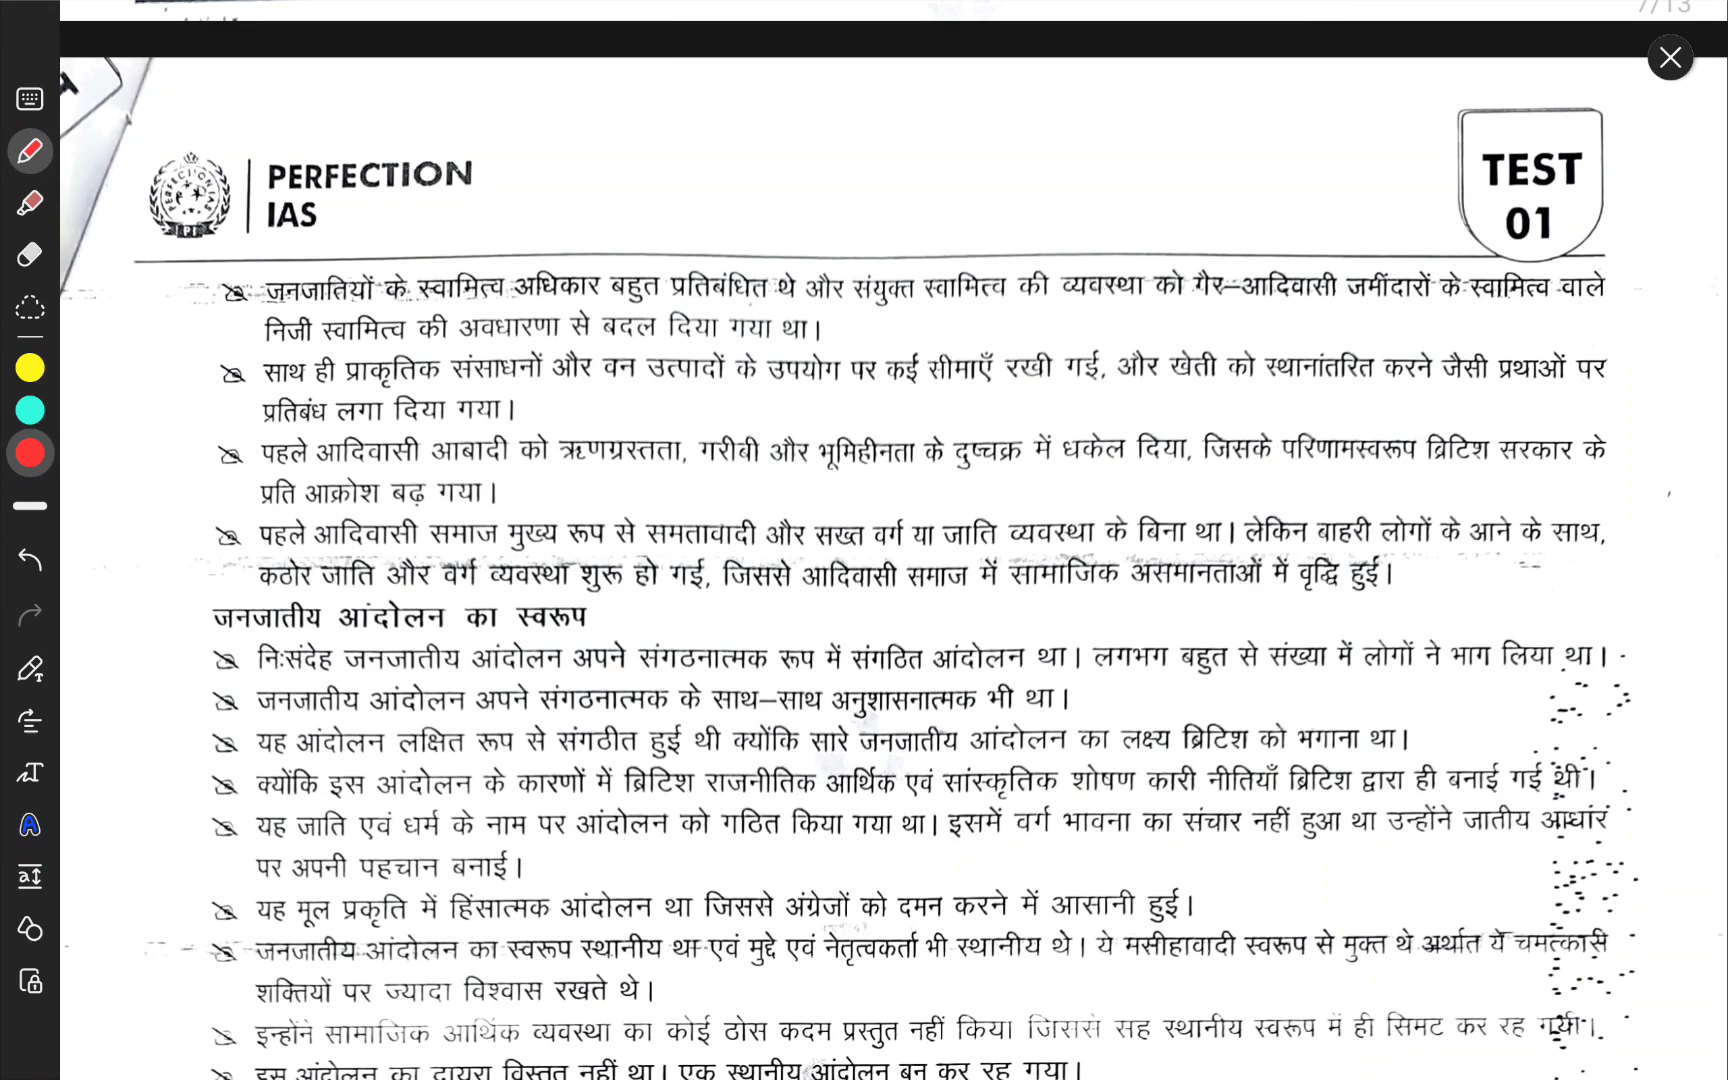 7/13
PERFECTION
IAS
TEST
01
जनजातियों के स्वामित्व अधिकार बहुत प्रतिबंधित थे और संयुक्त स्वामित्व की व्यवस्था को गैर–आदिवासी जमींदारों के स्वामित्व वाले
निजी स्वामित्व की अवधारणा से बदल दिया गया था।
साथ ही प्राकृतिक संसाधनों और वन उत्पादों के उपयोग पर कई सीमाएँ रखी गई, और खेती को स्थानांतरित करने जैसी प्रथाओं पर
प्रतिबंध लगा दिया गया।
पहले आदिवासी आबादी को ऋणग्रस्तता, गरीबी और भूमिहीनता के दुष्चक्र में धकेल दिया, जिसके परिणामस्वरूप ब्रिटिश सरकार के
प्रति आक्रोश बढ़ गया।
पहले आदिवासी समाज मुख्य रूप से समतावादी और सख्त वर्ग या जाति व्यवस्था के बिना था। लेकिन बाहरी लोगों के आने के साथ,
कठोर जाति और वर्ग व्यवस्था शुरू हो गई, जिससे आदिवासी समाज में सामाजिक असमानताओं में वृद्धि हुई।
जनजातीय आंदोलन का स्वरूप
निःसंदेह जनजातीय आंदोलन अपने संगठनात्मक रूप में संगठित आंदोलन था। लगभग बहुत से संख्या में लोगों ने भाग लिया था।
जनजातीय आंदोलन अपने संगठनात्मक के साथ–साथ अनुशासनात्मक भी था।
यह आंदोलन लक्षित रूप से संगठीत हुई थी क्योंकि सारे जनजातीय आंदोलन का लक्ष्य ब्रिटिश को भगाना था।
क्योंकि इस आंदोलन के कारणों में ब्रिटिश राजनीतिक आर्थिक एवं सांस्कृतिक शोषण कारी नीतियाँ ब्रिटिश द्वारा ही बनाई गई थी।
यह जाति एवं धर्म के नाम पर आंदोलन को गठित किया गया था। इसमें वर्ग भावना का संचार नहीं हुआ था उन्होंने जातीय आधार
पर अपनी पहचान बनाई।
यह मूल प्रकृति में हिंसात्मक आंदोलन था जिससे अंग्रेजों को दमन करने में आसानी हुई।
जनजातीय आंदोलन का स्वरूप स्थानीय था एवं मुद्दे एवं नेतृत्वकर्ता भी स्थानीय थे। ये मसीहावादी स्वरूप से मुक्त थे अर्थात ये चमत्कारी
शक्तियों पर ज्यादा विश्वास रखते थे।
इन्होंने सामाजिक आर्थिक व्यवस्था का कोई ठोस कदम प्रस्तुत नहीं किया जिससे सह स्थानीय स्वरूप में ही सिमट कर रह गयी।
इस आंदोलन का दायरा विस्तृत नहीं था। एक स्थानीय आंदोलन बन कर रह गया।